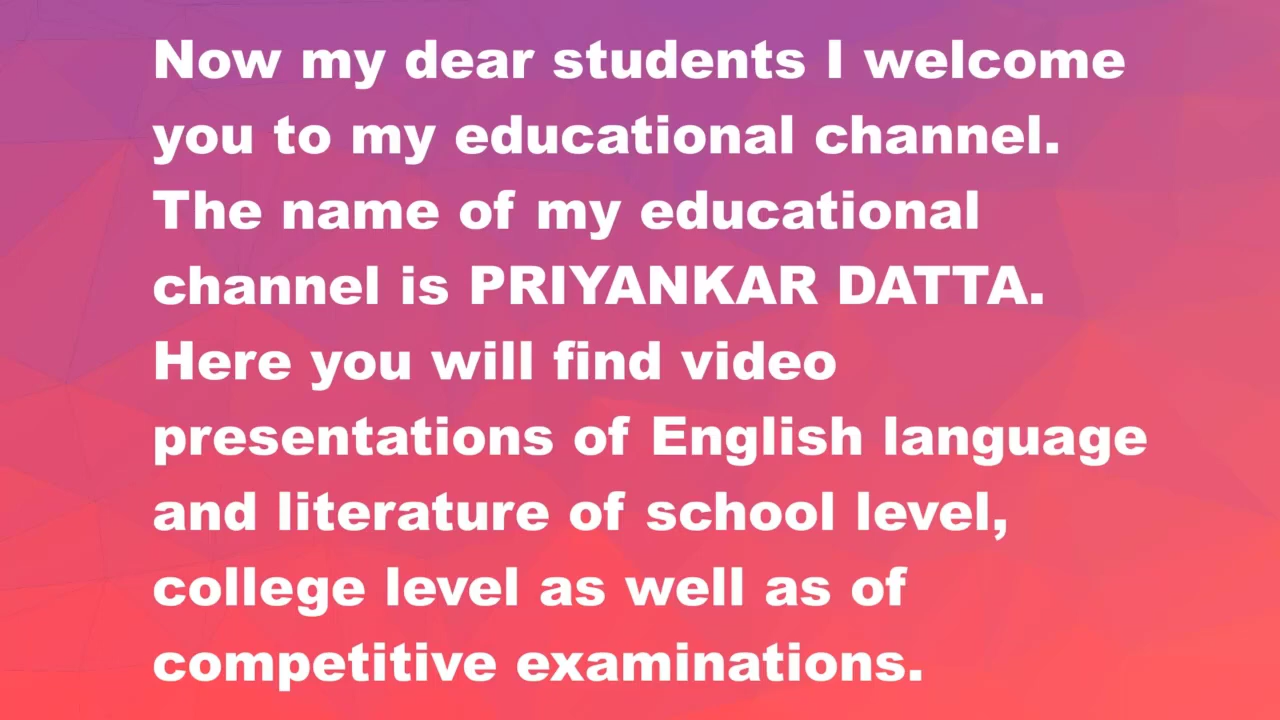 Now my dear students I welcome
you to my educational channel.
The name of my educational
channel is PRIYANKAR DATTA.
Here you will find video
presentations of English language
and literature of school level,
college level as well as of
competitive examinations.